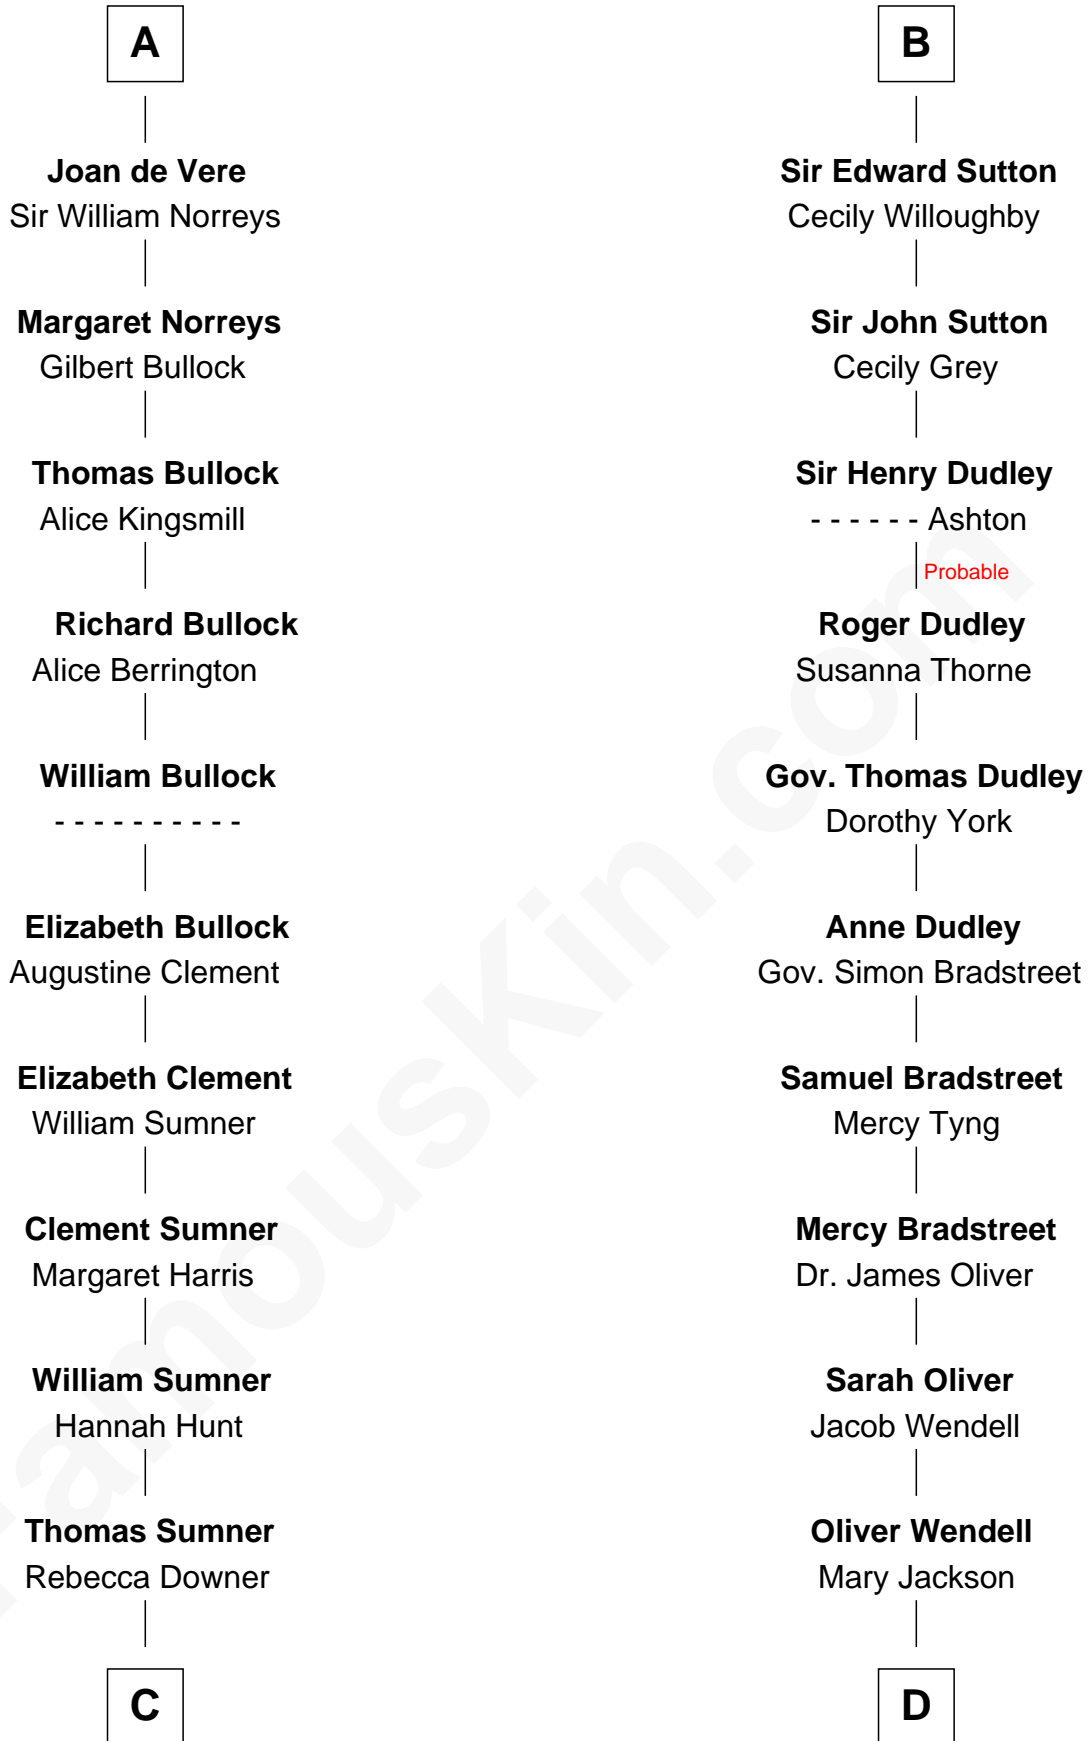 A
Joan de Vere
Sir William Norreys
Margaret Norreys
Gilbert Bullock
Thomas Bullock
Alice Kingsmill
Richard Bullock
Alice Berrington
William Bullock
- - - - - - - - - -
Elizabeth Bullock
Augustine Clement
Elizabeth Clement
William Sumner
Clement Sumner
Margaret Harris
William Sumner
Hannah Hunt
Thomas Sumner
Rebecca Downer
C
B
Sir Edward Sutton
Cecily Willoughby
Sir John Sutton
Cecily Grey
Sir Henry Dudley
- - - - - - Ashton
Probable
Roger Dudley
Susanna Thorne
Gov. Thomas Dudley
Dorothy York
Anne Dudley
Gov. Simon Bradstreet
Samuel Bradstreet
Mercy Tyng
Mercy Bradstreet
Dr. James Oliver
Sarah Oliver
Jacob Wendell
Oliver Wendell
Mary Jackson
D
FamousKin.com